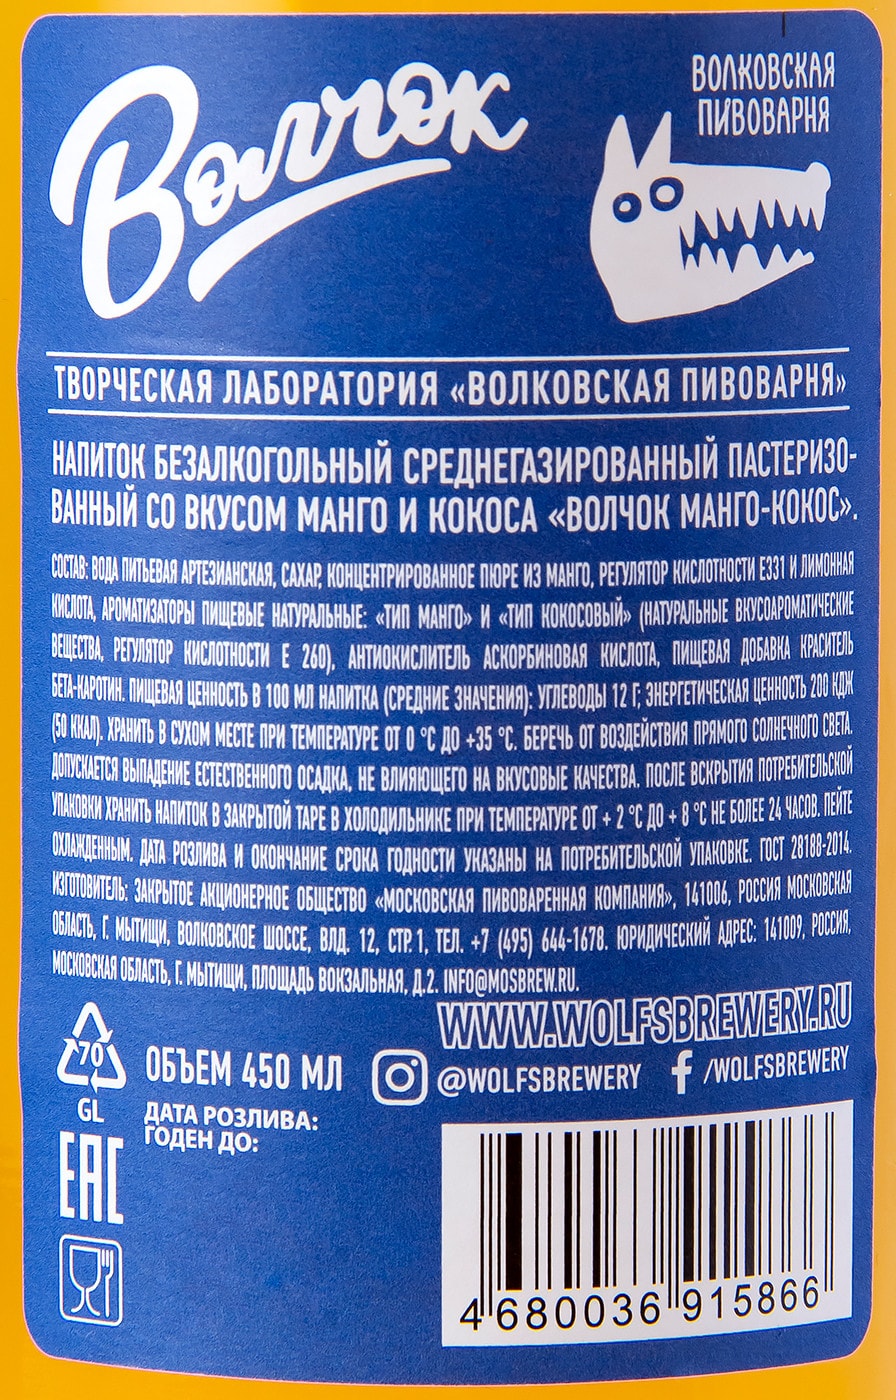 Волчок
ВОЛКОВСКАЯ
ПИВОВАРНЯ
ТВОРЧЕСКАЯ ЛАБОРАТОРИЯ «ВОЛКОВСКАЯ ПИВОВАРНЯ»
НАПИТОК БЕЗАЛКОГОЛЬНЫЙ СРЕДНЕГАЗИРОВАННЫЙ ПАСТЕРИЗО-
ВАННЫЙ СО ВКУСОМ МАНГО И КОКОСА «ВОЛЧОК МАНГО-КОКОС».
СОСТАВ: ВОДА ПИТЬЕВАЯ АРТЕЗИАНСКАЯ, САХАР, КОНЦЕНТРИРОВАННОЕ ПЮРЕ ИЗ МАНГО, РЕГУЛЯТОР КИСЛОТНОСТИ Е331 И ЛИМОННАЯ
КИСЛОТА, АРОМАТИЗАТОРЫ ПИЩЕВЫЕ НАТУРАЛЬНЫЕ: «ТИП МАНГО» И «ТИП КОКОСОВЫЙ» (НАТУРАЛЬНЫЕ ВКУСОАРОМАТИЧЕСКИЕ
ВЕЩЕСТВА, РЕГУЛЯТОР КИСЛОТНОСТИ Е 260), АНТИОКИСЛИТЕЛЬ АСКОРБИНОВАЯ КИСЛОТА, ПИЩЕВАЯ ДОБАВКА КРАСИТЕЛЬ
БЕТА-КАРОТИН. ПИЩЕВАЯ ЦЕННОСТЬ В 100 МЛ НАПИТКА (СРЕДНИЕ ЗНАЧЕНИЯ): УГЛЕВОДЫ 12 Г; ЭНЕРГЕТИЧЕСКАЯ ЦЕННОСТЬ 200 КДЖ
(50 ККАЛ). ХРАНИТЬ В СУХОМ МЕСТЕ ПРИ ТЕМПЕРАТУРЕ ОТ 0 °С ДО +35 °С. БЕРЕЧЬ ОТ ВОЗДЕЙСТВИЯ ПРЯМОГО СОЛНЕЧНОГО СВЕТА.
ДОПУСКАЕТСЯ ВЫПАДЕНИЕ ЕСТЕСТВЕННОГО ОСАДКА, НЕ ВЛИЯЮЩЕГО НА ВКУСОВЫЕ КАЧЕСТВА. ПОСЛЕ ВСКРЫТИЯ ПОТРЕБИТЕЛЬСКОЙ
УПАКОВКИ ХРАНИТЬ НАПИТОК В ЗАКРЫТОЙ ТАРЕ В ХОЛОДИЛЬНИКЕ ПРИ ТЕМПЕРАТУРЕ ОТ + 2 °С ДО + 8 °С НЕ БОЛЕЕ 24 ЧАСОВ. ПЕЙТЕ
ОХЛАЖДЕННЫМ. ДАТА РОЗЛИВА И ОКОНЧАНИЕ СРОКА ГОДНОСТИ УКАЗАНЫ НА ПОТРЕБИТЕЛЬСКОЙ УПАКОВКЕ. ГОСТ 28188-2014.
ИЗГОТОВИТЕЛЬ: ЗАКРЫТОЕ АКЦИОНЕРНОЕ ОБЩЕСТВО «МОСКОВСКАЯ ПИВОВАРЕННАЯ КОМПАНИЯ», 141006, РОССИЯ МОСКОВСКАЯ
ОБЛАСТЬ, Г. МЫТИЩИ, ВОЛКОВСКОЕ ШОССЕ, ВЛД. 12, СТР.1, ТЕЛ. +7 (495) 644-1678. ЮРИДИЧЕСКИЙ АДРЕС: 141009, РОССИЯ,
МОСКОВСКАЯ ОБЛАСТЬ, Г. МЫТИЩИ, ПЛОЩАДЬ ВОКЗАЛЬНАЯ, Д.2. INFO@MOSBREW.RU.
WWW.WOLFSBREWERY.RU
70
GL
ОБЪЕМ 450 МЛ
@WOLFSBREWERY
/WOLFSBREWERY
ДАТА РОЗЛИВА:
ГОДЕН ДО:
EAC
4 680036 915866